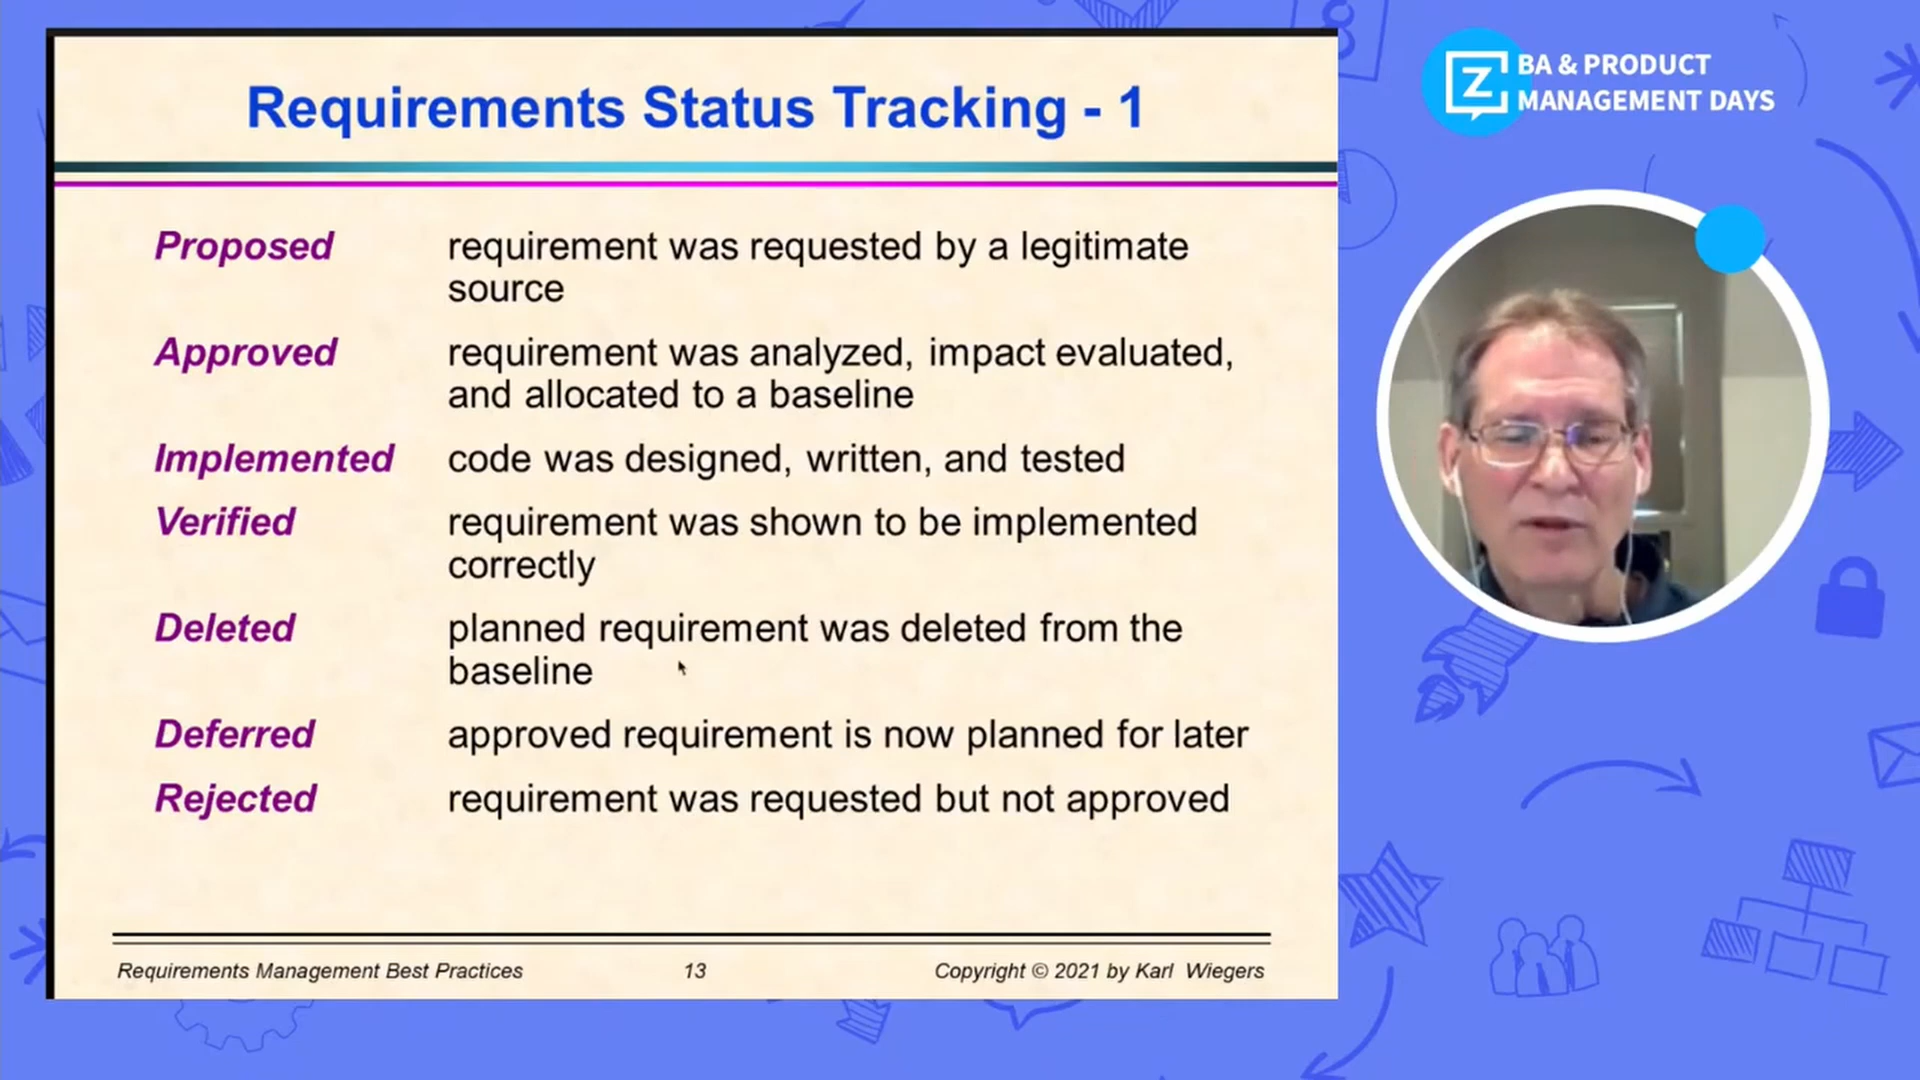 Requirements Status Tracking - 1
Proposed requirement was requested by a legitimate
source
Approved requirement was analyzed, impact evaluated,
and allocated to a baseline
Implemented code was designed, written, and tested
Verified requirement was shown to be implemented
correctly
Deleted planned requirement was deleted from the
baseline
Deferred approved requirement is now planned for later
Rejected requirement was requested but not approved
Requirements Management Best Practices 13 Copyright © 2021 by Karl Wiegers
Z BA & PRODUCT
MANAGEMENT DAYS